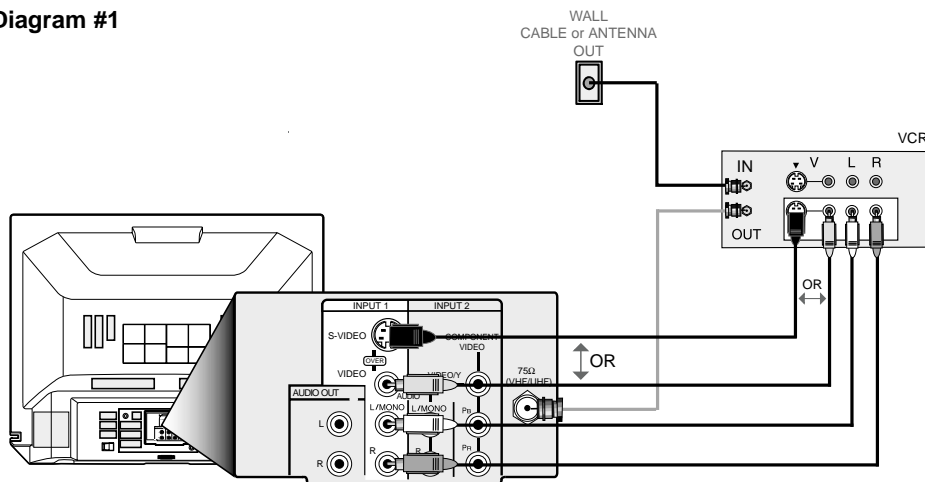 Diagram #1
WALL
CABLE or ANTENNA
OUT
VCR
IN
V
L
R
OUT
OR
INPUT 1
INPUT 2
S-VIDEO
COMPONENT
VIDEO
OVER
OR
VIDEO
VIDEO/Y
75Ω
(VHF/UHF)
AUDIO OUT
AUDIO
L/MONO
L/MONO
PB
L
R
R
R
PR